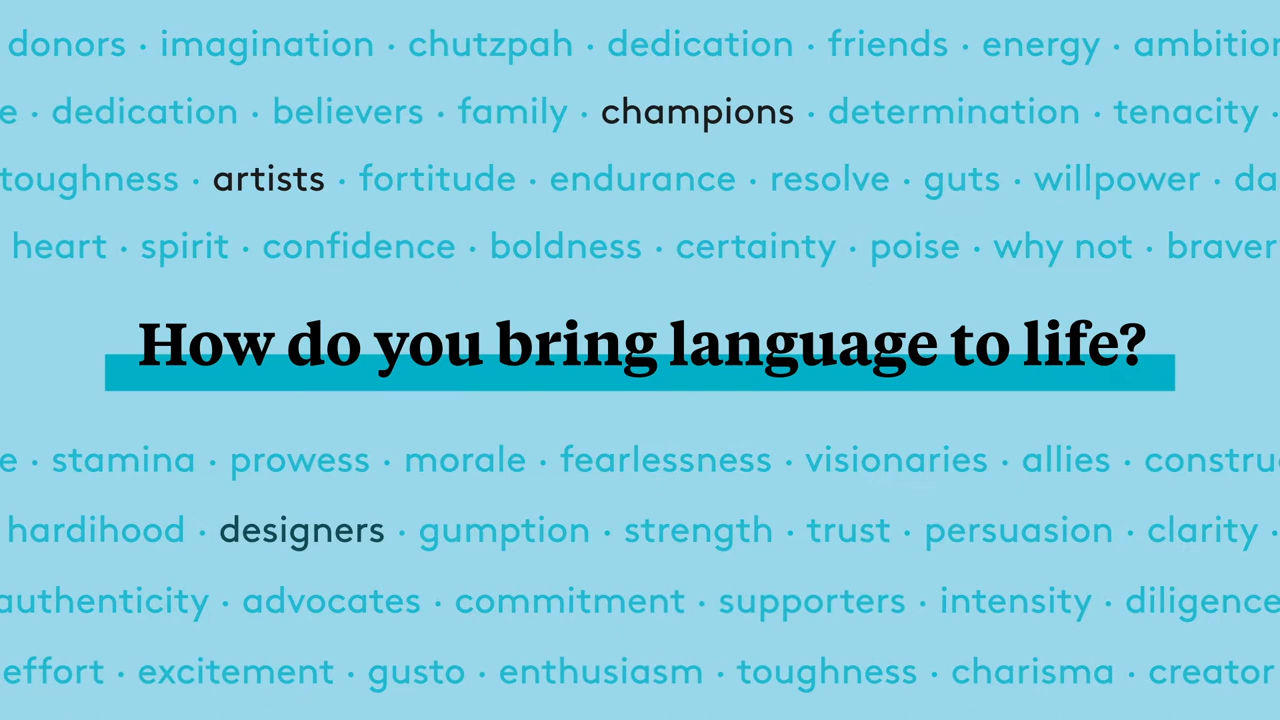 donors · imagination · chutzpah · dedication · friends · energy · ambition
e · dedication · believers · family · champions · determination · tenacity ·
toughness · artists · fortitude · endurance · resolve · guts · willpower · da
heart · spirit · confidence · boldness · certainty · poise · why not · braver
How do you bring language to life?
e · stamina · prowess · morale · fearlessness · visionaries · allies · constru
hardihood · designers · gumption · strength · trust · persuasion · clarity ·
authenticity · advocates · commitment · supporters · intensity · diligence
effort · excitement · gusto · enthusiasm · toughness · charisma · creator